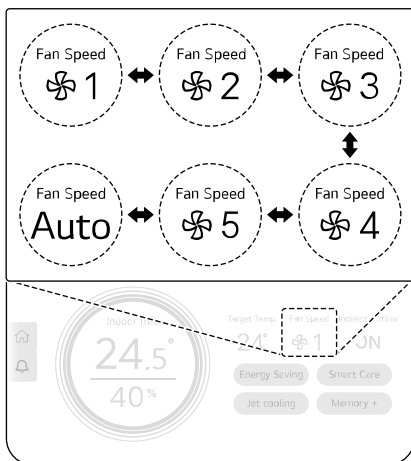 Fan Speed Fan Speed Fan Speed
1 2 3
Fan Speed Fan Speed Fan Speed
Auto 5 4
Target Temp. Fan Speed
24° 1 ON
24.5°
40%
Energy Saving Smart Care
Jet cooling Memory +